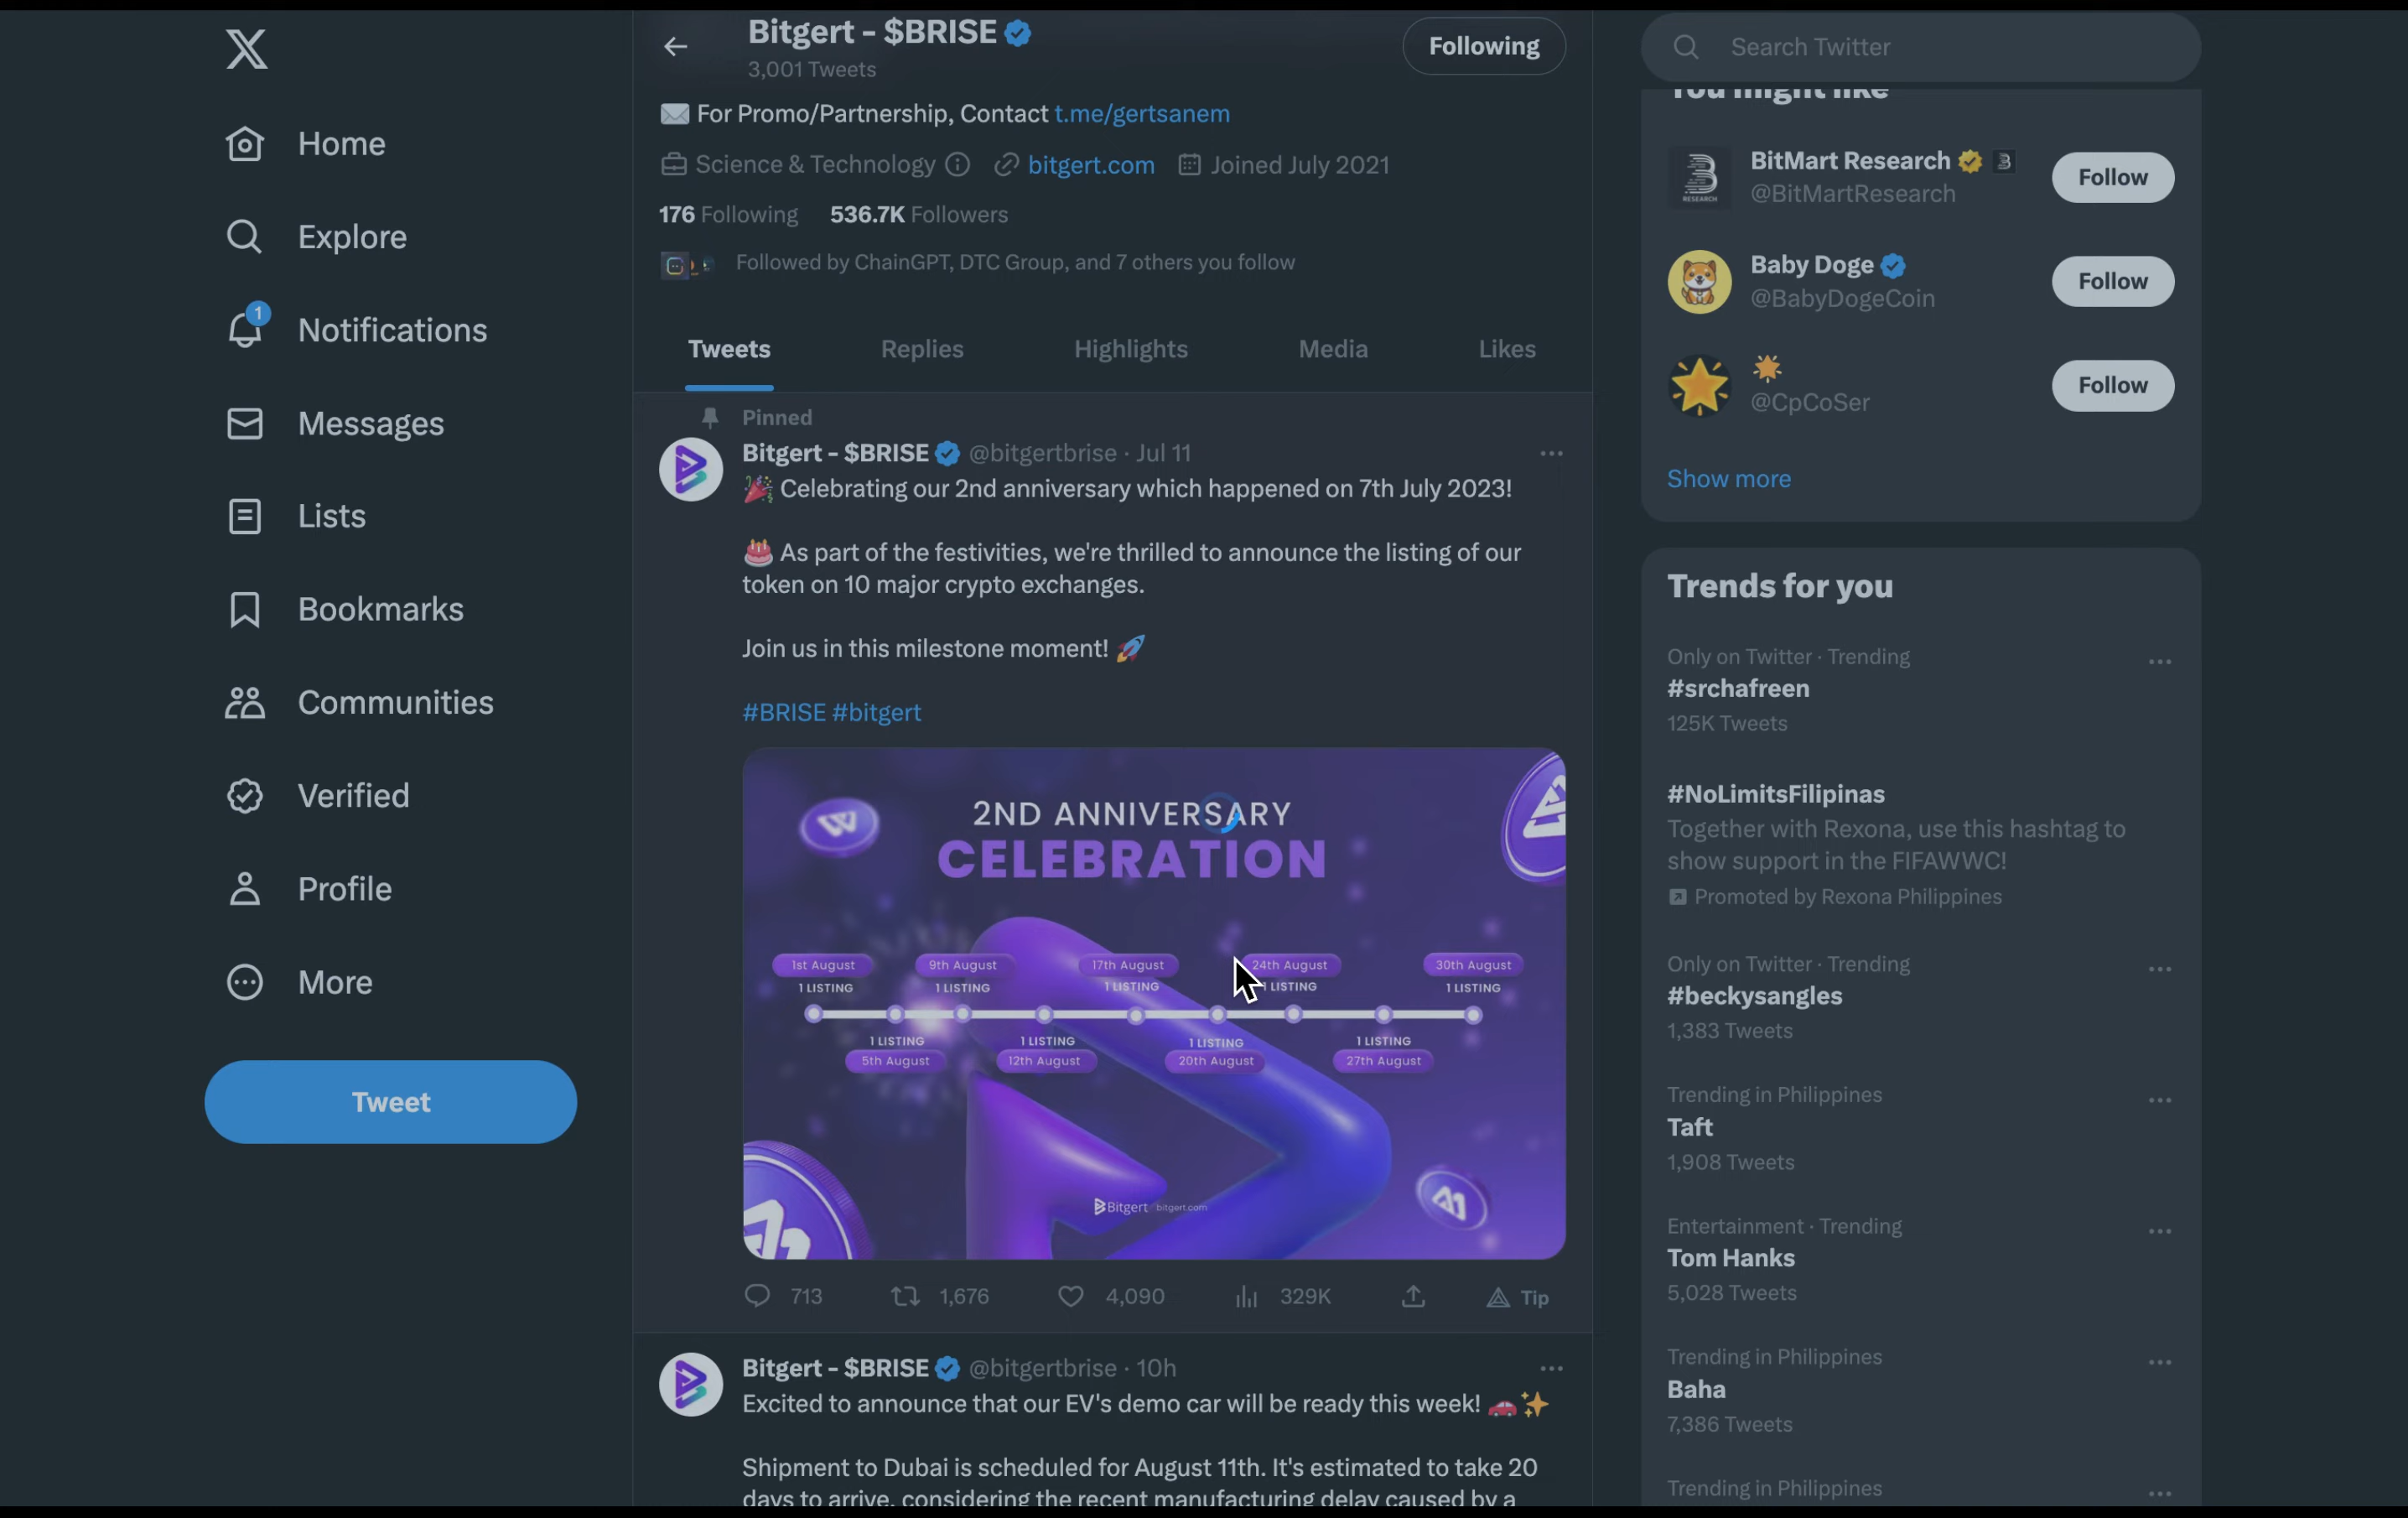 Home
Explore
1
Notifications
Messages
Lists
Bookmarks
Communities
Verified
Profile
More
Tweet
Bitgert - $BRISE
3,001 Tweets
Following
For Promo/Partnership, Contact t.me/gertsanem
Science & Technology bitgert.com Joined July 2021
176 Following 536.7K Followers
Followed by ChainGPT, DTC Group, and 7 others you follow
Tweets Replies Highlights Media Likes
Pinned
Bitgert - $BRISE @bitgertbrise · Jul 11
🎉 Celebrating our 2nd anniversary which happened on 7th July 2023!
🎂 As part of the festivities, we're thrilled to announce the listing of our
token on 10 major crypto exchanges.
Join us in this milestone moment! 🚀
#BRISE #bitgert
2ND ANNIVERSARY
CELEBRATION
1st August 9th August 17th August 24th August 30th August
1 LISTING 1 LISTING 1 LISTING 1 LISTING 1 LISTING
1 LISTING 1 LISTING 1 LISTING 1 LISTING
5th August 12th August 20th August 27th August
Bitgert bitgert.com
713 1,676 4,090 329K Tip
Bitgert - $BRISE @bitgertbrise · 10h
Excited to announce that our EV's demo car will be ready this week! 🚗✨
Shipment to Dubai is scheduled for August 11th. It's estimated to take 20
days to arrive, considering the recent manufacturing delay caused by a
Search Twitter
You might like
RESEARCH
BitMart Research
@BitMartResearch
Follow
Baby Doge
@BabyDogeCoin
Follow
🌟
@CpCoSer
Follow
Show more
Trends for you
Only on Twitter · Trending
#srchafreen
125K Tweets
#NoLimitsFilipinas
Together with Rexona, use this hashtag to
show support in the FIFAWWC!
Promoted by Rexona Philippines
Only on Twitter · Trending
#beckysangles
1,383 Tweets
Trending in Philippines
Taft
1,908 Tweets
Entertainment · Trending
Tom Hanks
5,028 Tweets
Trending in Philippines
Baha
7,386 Tweets
Trending in Philippines